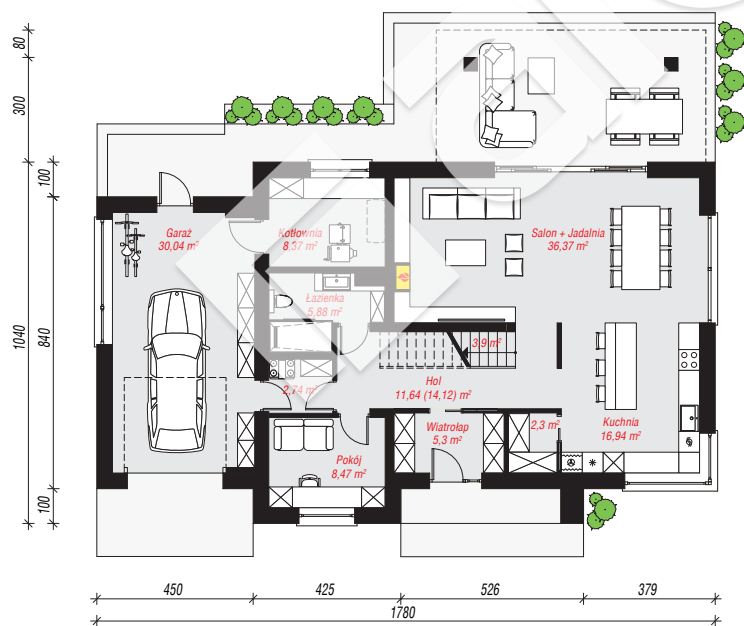 80
300
100
100
1040
840
100
Garaż
30,04 m²
Kotłownia
8.37 m²
Salon + Jadalnia
36,37 m²
Łazienka
5,88 m²
3,9 m²
2,74 m²
Hol
11,64 (14,12) m²
Wiatrołap
5,3 m²
2,3 m²
Kuchnia
16,94 m²
Pokój
8,47 m²
450
425
526
379
1780